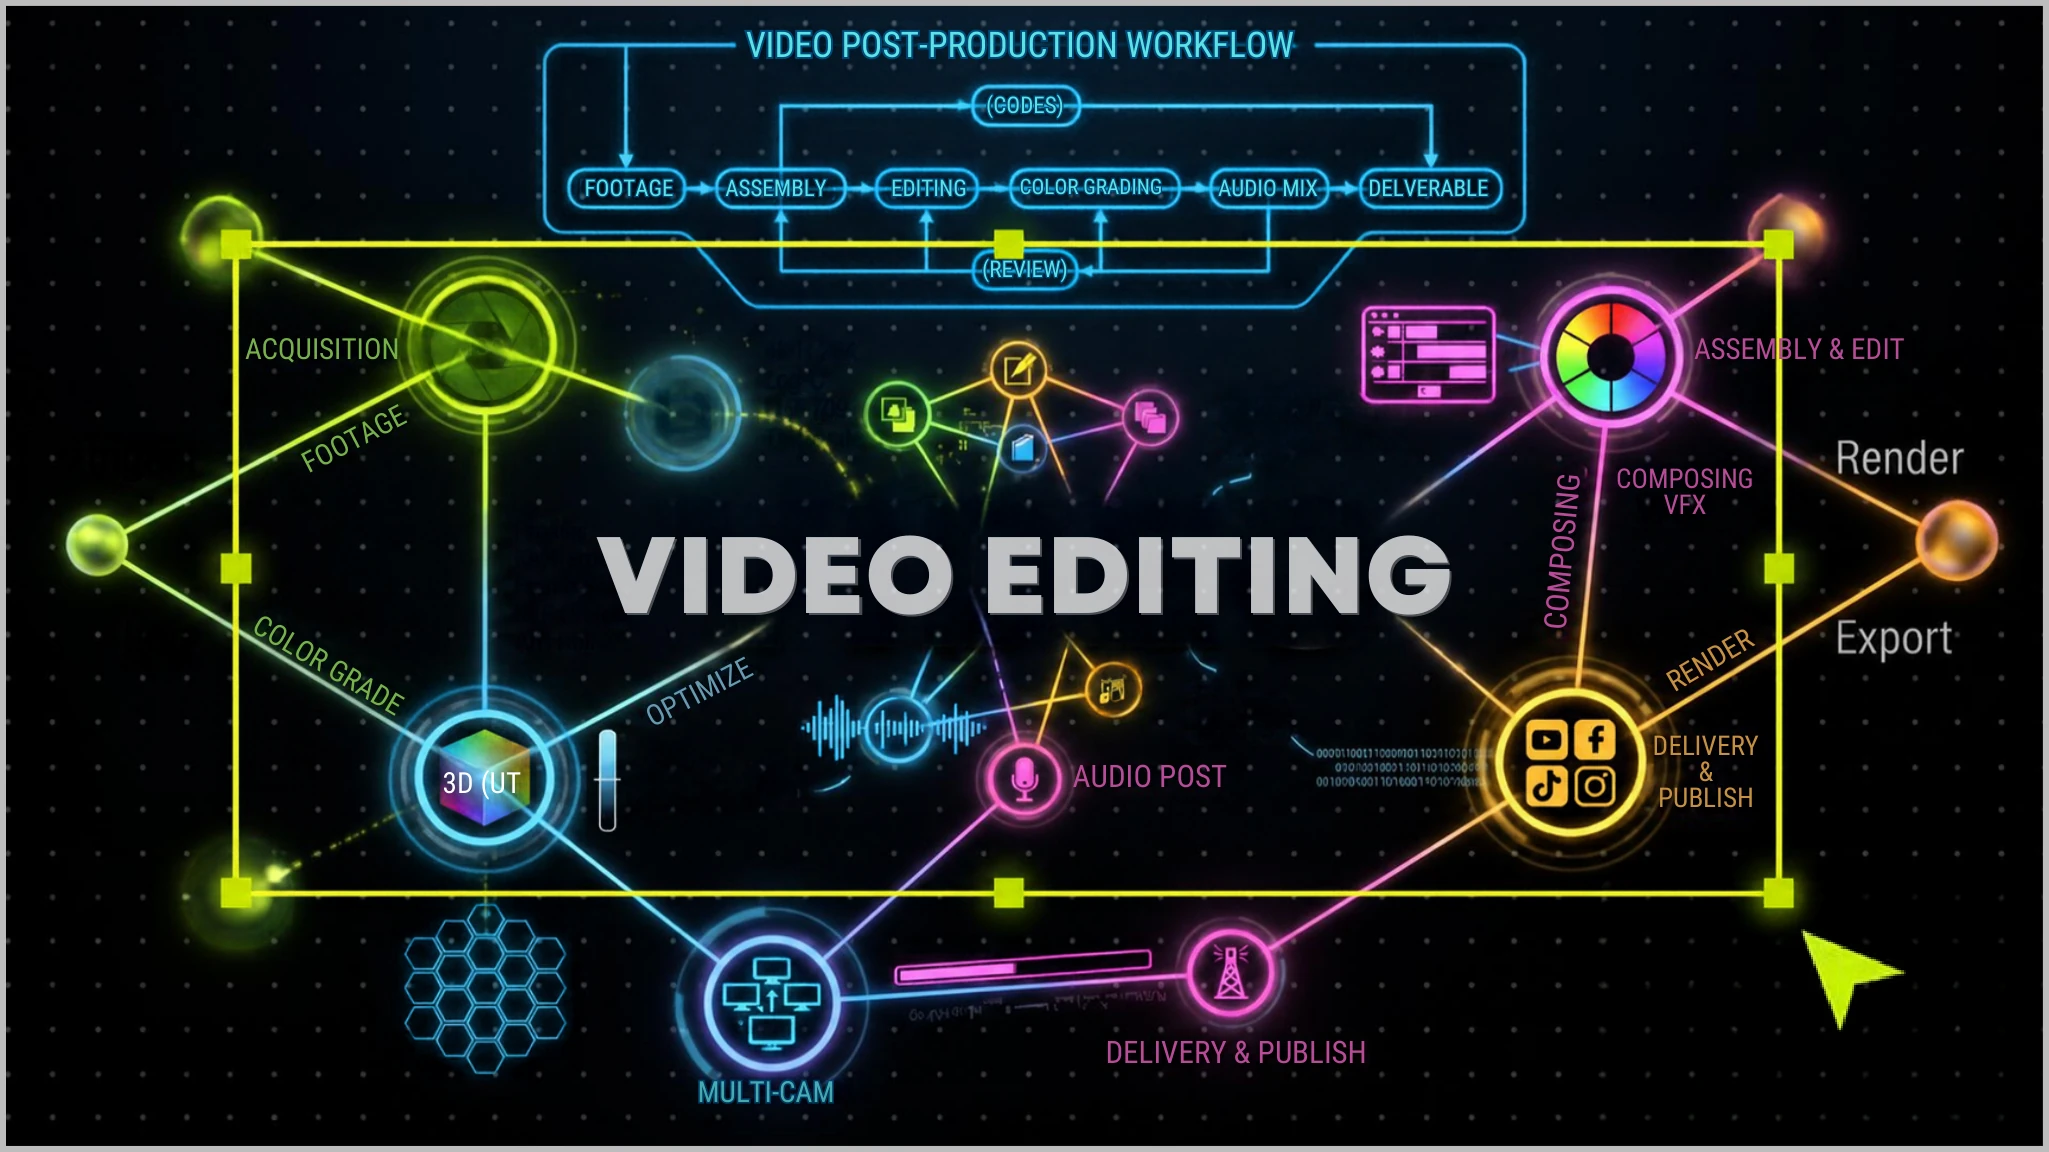 VIDEO POST-PRODUCTION WORKFLOW
(CODES)
FOOTAGE
ASSEMBLY
EDITING
COLOR GRADING
AUDIO MIX
DELVERABLE
(REVIEW)
ACQUISITION
ASSEMBLY & EDIT
FOOTAGE
Render
COMPOSING
VFX
COMPOSING
VIDEO EDITING
Export
COLOR GRADE
OPTIMIZE
RENDER
3D (UT
AUDIO POST
DELIVERY
&
PUBLISH
DELIVERY & PUBLISH
MULTI-CAM